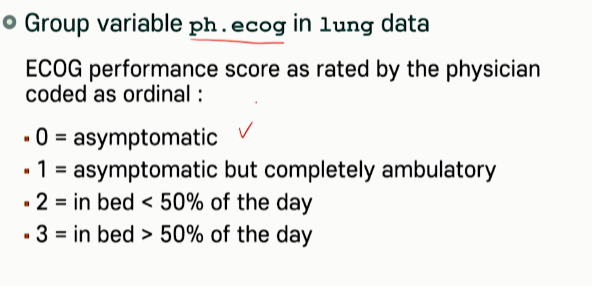 Group variable ph.ecog in lung data
ECOG performance score as rated by the physician
coded as ordinal :
0 = asymptomatic
1 = asymptomatic but completely ambulatory
2 = in bed < 50% of the day
3 = in bed > 50% of the day